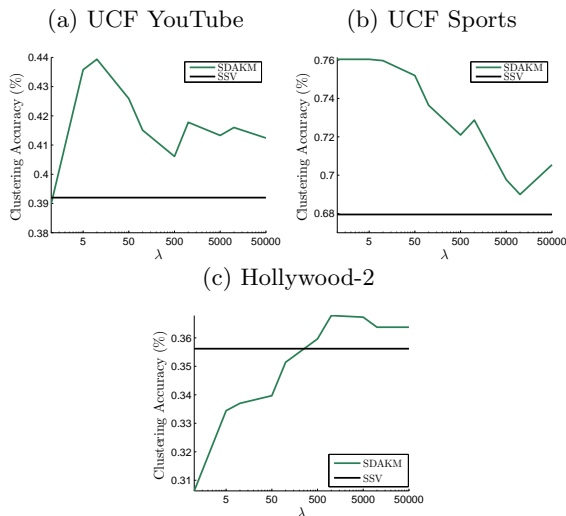 (a) UCF YouTube
(b) UCF Sports
0.44
0.43
0.42
0.41
0.4
0.39
0.38
Clustering Accuracy (%)
SDAKM
SSV
5
50
500
5000
50000
λ
0.76
0.74
0.72
0.7
0.68
Clustering Accuracy (%)
SDAKM
SSV
5
50
500
5000
50000
λ
(c) Hollywood-2
0.36
0.35
0.34
0.33
0.32
0.31
Clustering Accuracy (%)
SDAKM
SSV
5
50
500
5000
50000
λ